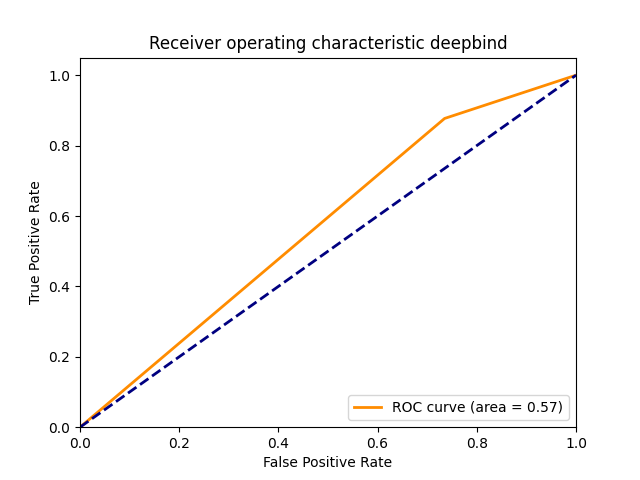 Receiver operating characteristic deepbind
1.0
0.8
0.6
0.4
0.2
0.0
True Positive Rate
ROC curve (area = 0.57)
0.0 0.2 0.4 0.6 0.8 1.0
False Positive Rate